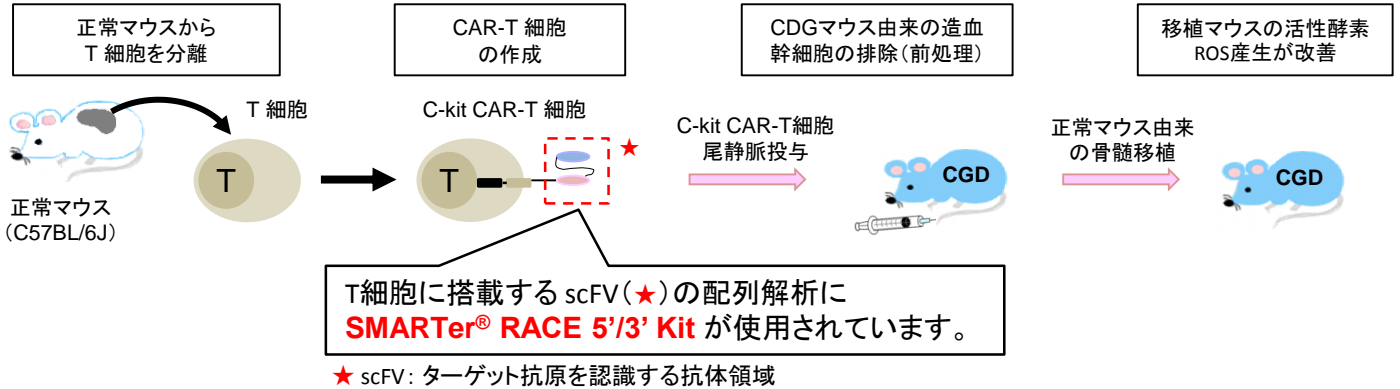 正常マウスから
T 細胞を分離
CAR-T 細胞
の作成
CDGマウス由来の造血
幹細胞の排除(前処理)
移植マウスの活性酵素
ROS産生が改善
T 細胞
C-kit CAR-T 細胞
★
C-kit CAR-T細胞
尾静脈投与
正常マウス由来
の骨髄移植
T
T
CGD
CGD
正常マウス
(C57BL/6J)
T細胞に搭載する scFV(★)の配列解析に
SMARTer® RACE 5’/3’ Kit が使用されています。
★ scFV: ターゲット抗原を認識する抗体領域